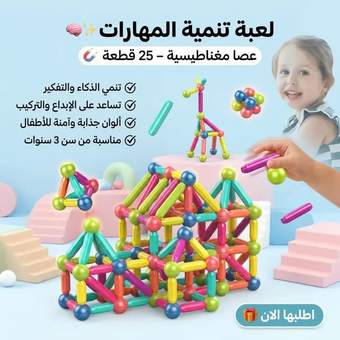 لعبة تنمية المهارات ✨🧠
عصا مغناطيسية – 25 قطعة 🧲
✓ تنمي الذكاء والتفكير
✓ تساعد على الإبداع والتركيب
✓ ألوان جذابة وآمنة للأطفال
✓ مناسبة من سن 3 سنوات
اطلبها الان 🎁